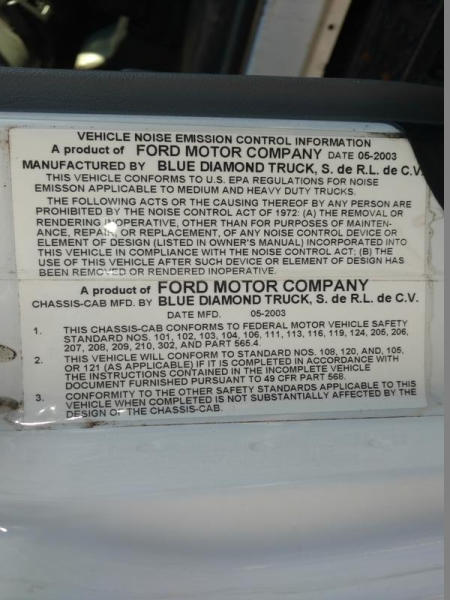 VEHICLE NOISE EMISSION CONTROL INFORMATION
A product of FORD MOTOR COMPANY DATE 05-2003
MANUFACTURED BY BLUE DIAMOND TRUCK, S. de R.L. de C.V.
THIS VEHICLE CONFORMS TO U.S. EPA REGULATIONS FOR NOISE
EMISSION APPLICABLE TO MEDIUM AND HEAVY DUTY TRUCKS.
THE FOLLOWING ACTS OR THE CAUSING THEREOF BY ANY PERSON ARE
PROHIBITED BY THE NOISE CONTROL ACT OF 1972: (A) THE REMOVAL OR
RENDERING INOPERATIVE, OTHER THAN FOR PURPOSES OF MAINTEN-
ANCE, REPAIR OR REPLACEMENT, OF ANY NOISE CONTROL DEVICE OR
ELEMENT OF DESIGN (LISTED IN OWNER'S MANUAL) INCORPORATED INTO
THIS VEHICLE IN COMPLIANCE WITH THE NOISE CONTROL ACT; (B) THE
USE OF THIS VEHICLE AFTER SUCH DEVICE OR ELEMENT OF DESIGN HAS
BEEN REMOVED OR RENDERED INOPERATIVE.
A product of FORD MOTOR COMPANY
CHASSIS-CAB MFD. BY BLUE DIAMOND TRUCK, S. de R.L. de C.V.
DATE MFD. 05-2003
1. THIS CHASSIS-CAB CONFORMS TO FEDERAL MOTOR VEHICLE SAFETY
STANDARD NOS. 101, 102, 103, 104, 106, 111, 113, 116, 119, 124, 205, 206,
207, 208, 209, 210, 302, AND PART 565.4.
2. THIS VEHICLE WILL CONFORM TO STANDARD NOS. 108, 120, AND, 105,
OR 121 (AS APPLICABLE) IF IT IS COMPLETED IN ACCORDANCE WITH
THE INSTRUCTIONS CONTAINED IN THE INCOMPLETE VEHICLE
DOCUMENT FURNISHED PURSUANT TO 49 CFR PART 568.
3. CONFORMITY TO THE OTHER SAFETY STANDARDS APPLICABLE TO THIS
VEHICLE WHEN COMPLETED IS NOT SUBSTANTIALLY AFFECTED BY THE
DESIGN OF THE CHASSIS-CAB.